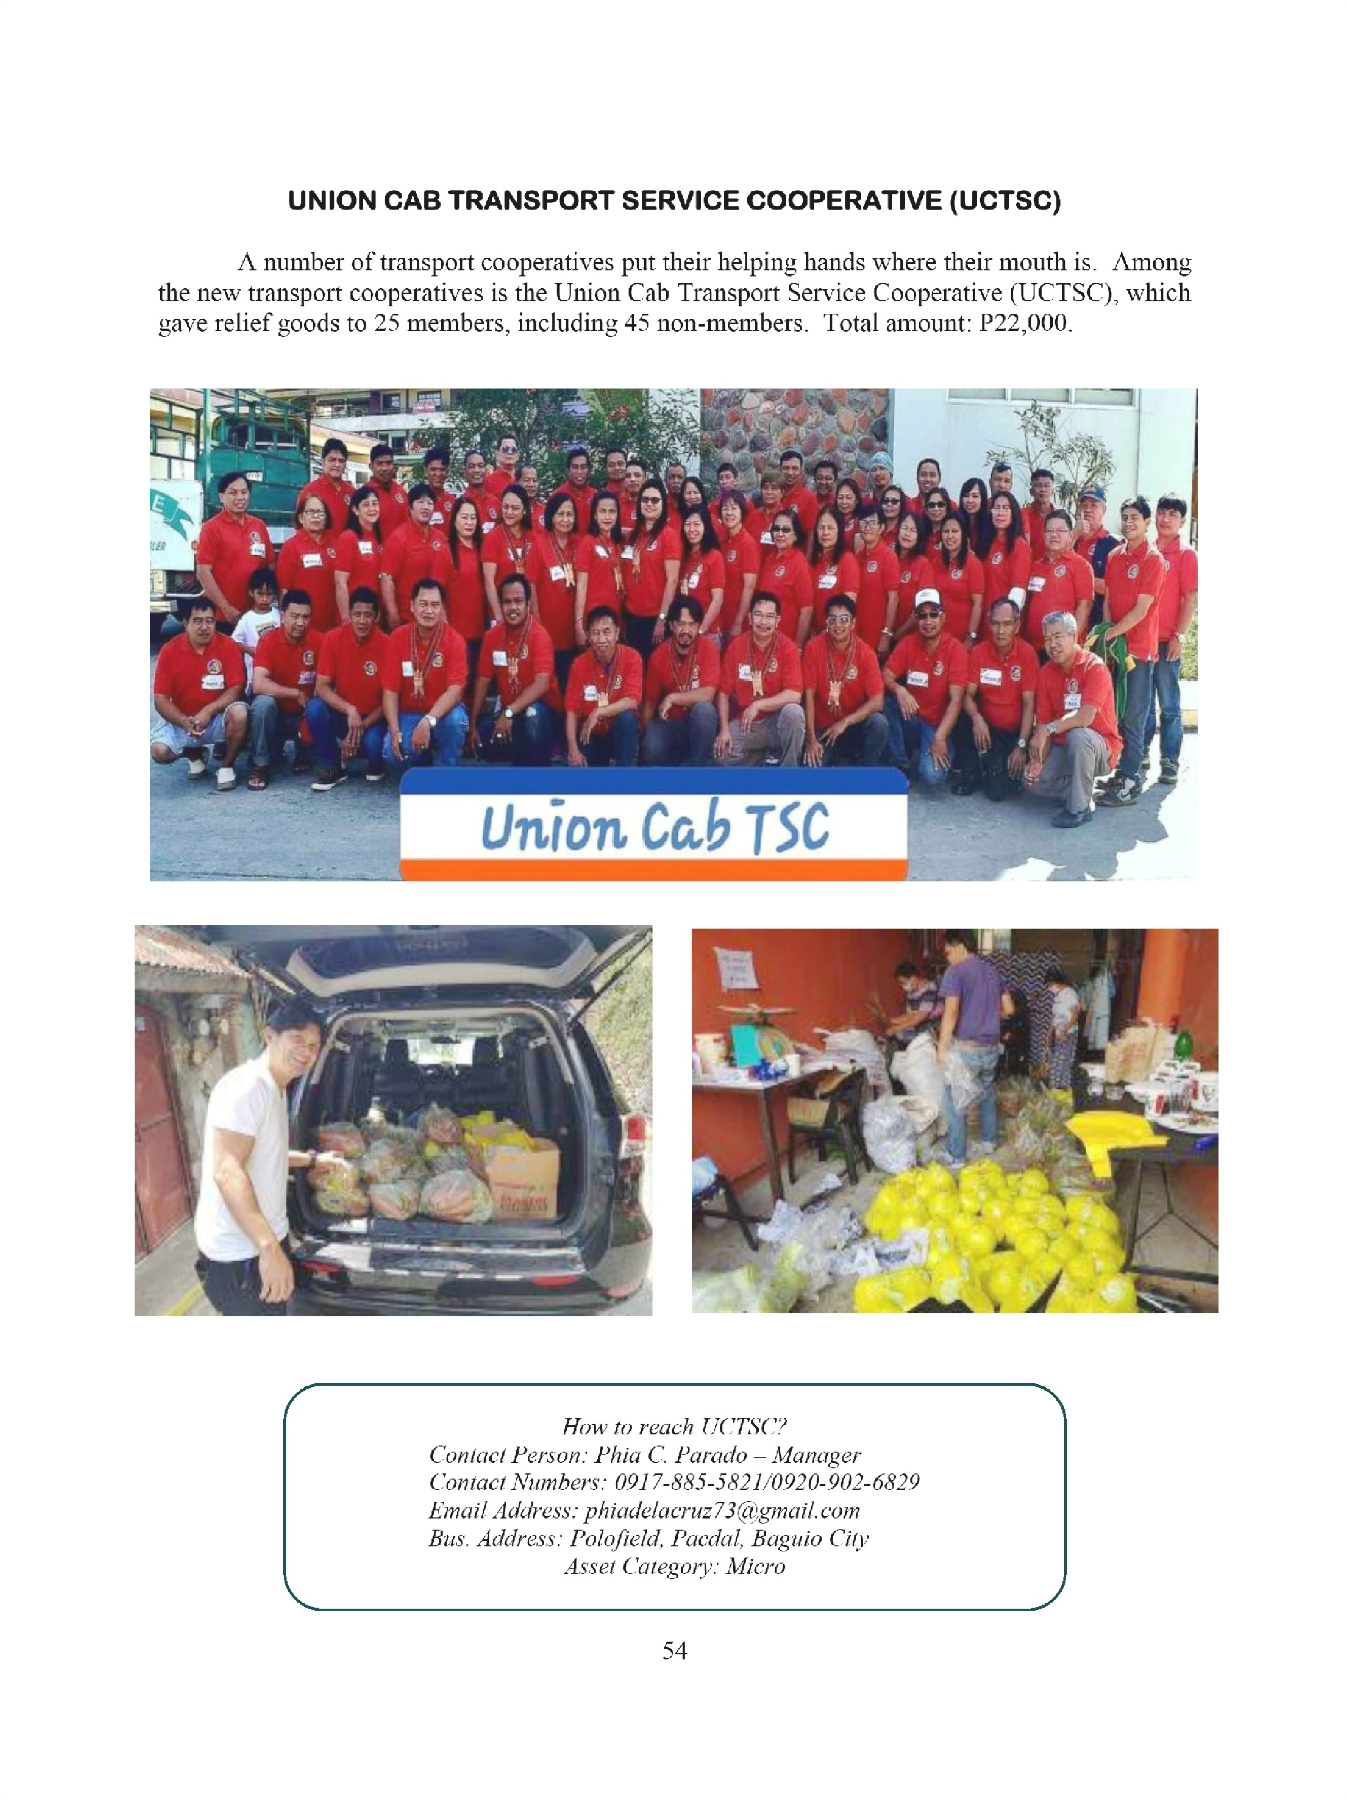 UNION CAB TRANSPORT SERVICE COOPERATIVE (UCTSC)
A number of transport cooperatives put their helping hands where their mouth is. Among
the new transport cooperatives is the Union Cab Transport Service Cooperative (UCTSC), which
gave relief goods to 25 members, including 45 non-members. Total amount: P22,000.
E
Union Cab TSC
How to reach UCTSC?
Contact Person: Phia C. Parado – Manager
Contact Numbers: 0917-885-5821/0920-902-6829
Email Address: phiadelacruz73@gmail.com
Bus. Address: Polofield, Pacdal, Baguio City
Asset Category: Micro
54